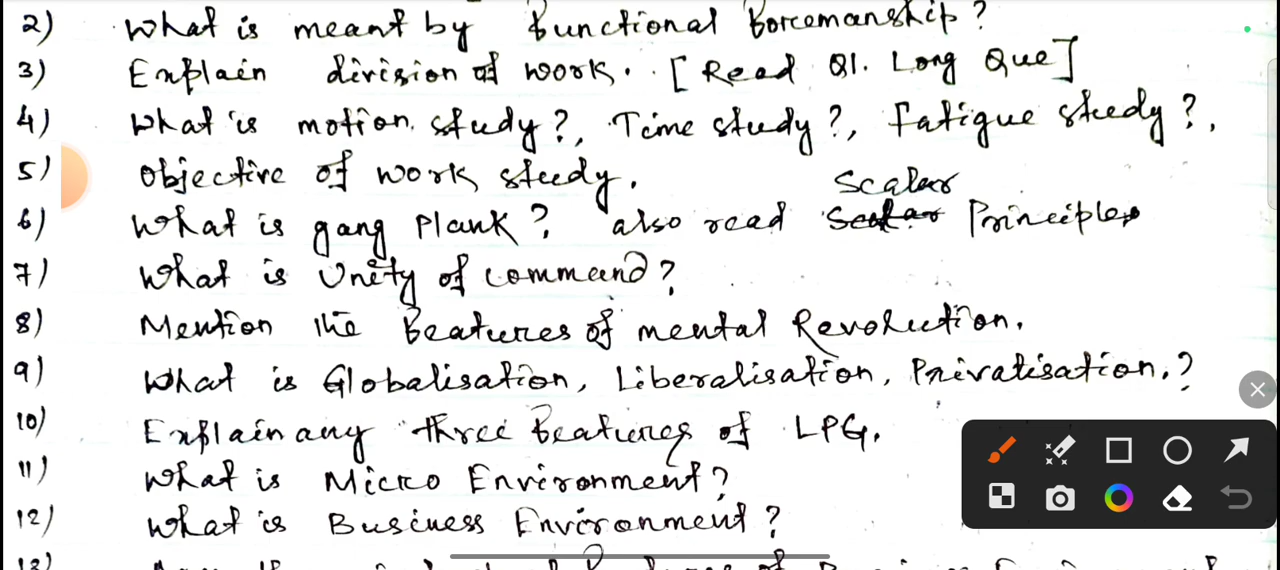 2) What is meant by functional foremanship?
3) Explain division of work. [Read Q1. Long Que]
4) What is motion study?, Time study?, Fatigue study?,
5) Objective of work study.
Scalar
6) What is gang plank? also read Principles
7) What is Unity of command?
8) Mention the features of mental Revolution.
9) What is Globalisation, Liberalisation, Privatisation.?
10) Explain any three features of LPG.
11) What is Micro Environment?
12) What is Business Environment?